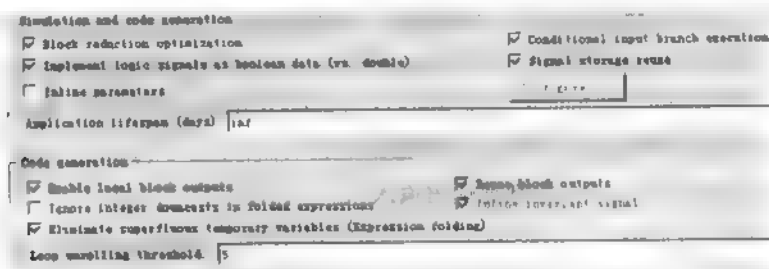 Simulation and code generation
Block reduction optimization
Conditional input branch execution
Implement logic signals as boolean data (vs. double)
Signal storage reuse
Inline parameters
Application lifespan (days) inf
Code generation
Enable local block outputs
Reuse block outputs
Ignore integer downcasts in folded expressions
Inline invariant signal
Eliminate superfluous temporary variables (Expression folding)
Loop unrolling threshold. 5